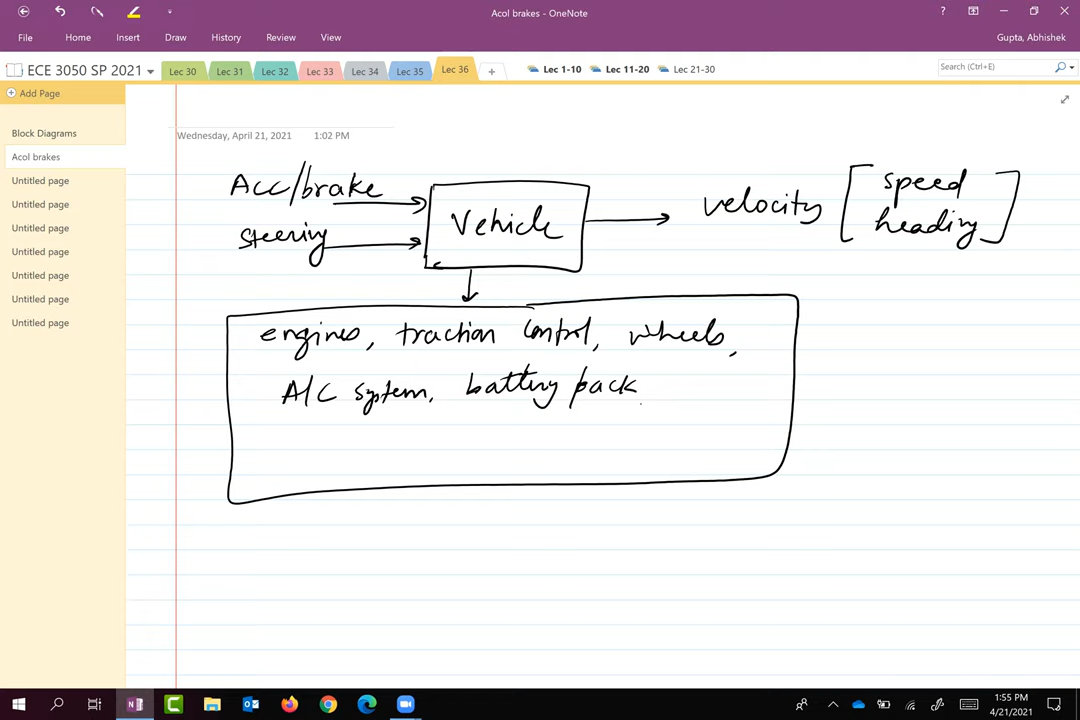 Acol brakes - OneNote
?
Gupta, Abhishek
File Home Insert Draw History Review View
ECE 3050 SP 2021
Lec 30 Lec 31 Lec 32 Lec 33 Lec 34 Lec 35 Lec 36 + Lec 1-10 Lec 11-20 Lec 21-30
Search (Ctrl+E)
Add Page
Block Diagrams
Acol brakes
Untitled page
Untitled page
Untitled page
Untitled page
Untitled page
Untitled page
Untitled page
Wednesday, April 21, 2021 1:02 PM
Acc/brake
steering
Vehicle
velocity
speed
heading
engines, traction control, wheels,
A/C system, battery pack
1:55 PM
4/21/2021